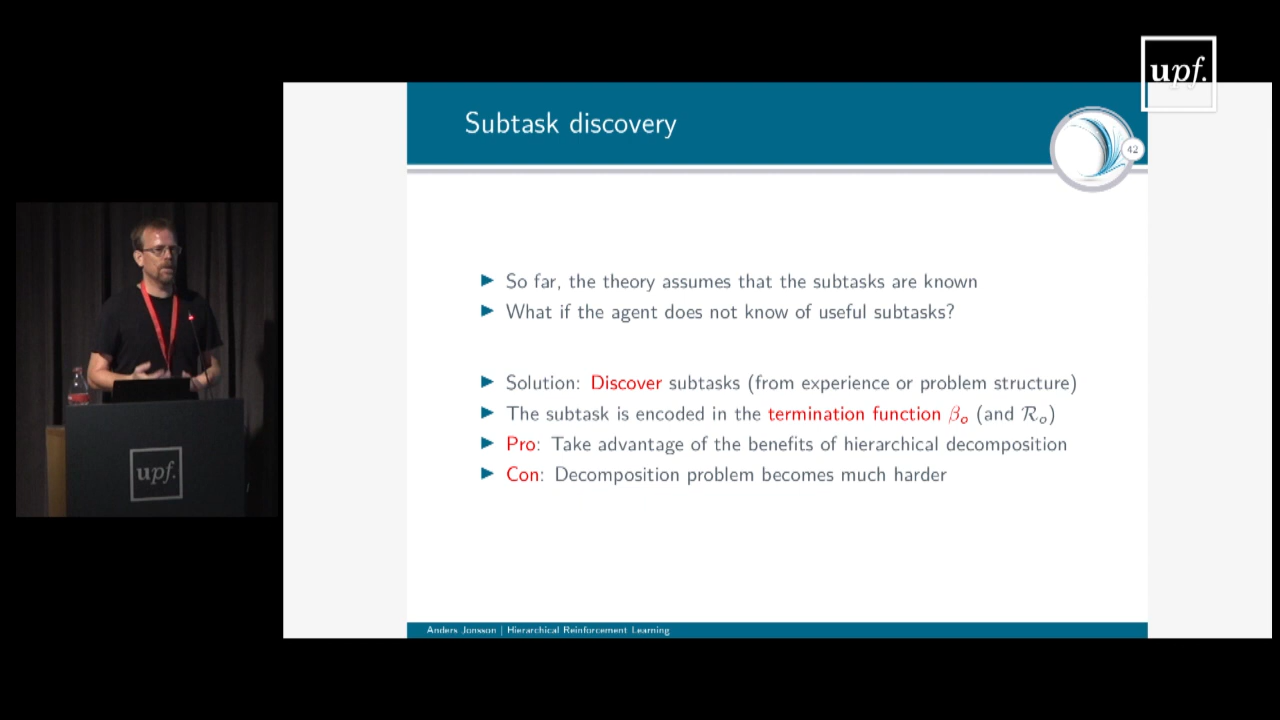 upf.
Subtask discovery
42
▶ So far, the theory assumes that the subtasks are known
▶ What if the agent does not know of useful subtasks?
▶ Solution: Discover subtasks (from experience or problem structure)
▶ The subtask is encoded in the termination function βₒ (and ℛₒ)
▶ Pro: Take advantage of the benefits of hierarchical decomposition
▶ Con: Decomposition problem becomes much harder
upf.
Anders Jonsson | Hierarchical Reinforcement Learning